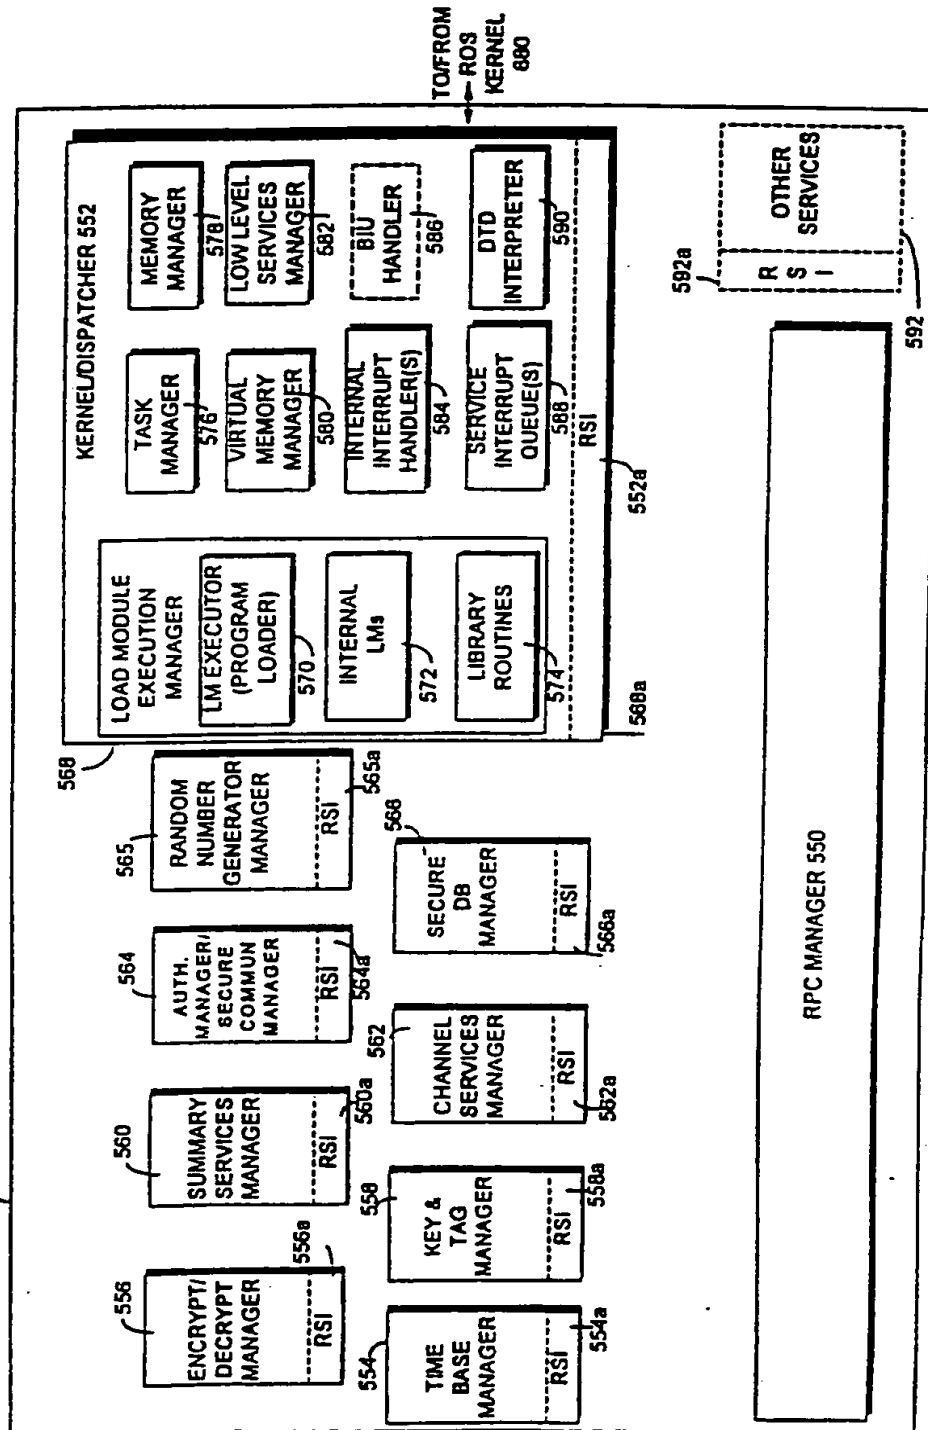 KERNEL/DISPATCHER 552
568
LOAD MODULE
EXECUTION
MANAGER
LM EXECUTOR
(PROGRAM
LOADER)
570
INTERNAL
LMs
572
LIBRARY
ROUTINES
574
568a
TASK
MANAGER
576
MEMORY
MANAGER
578
VIRTUAL
MEMORY
MANAGER
580
LOW LEVEL
SERVICES
MANAGER
582
INTERNAL
INTERRUPT
HANDLER(S)
584
BIU
HANDLER
586
SERVICE
INTERRUPT
QUEUE(S)
588
DTD
INTERPRETER
590
RSI
552a
TO/FROM
ROS
KERNEL
680
556
ENCRYPT/
DECRYPT
MANAGER
RSI
556a
560
SUMMARY
SERVICES
MANAGER
RSI
560a
564
AUTH.
MANAGER/
SECURE
COMMUN
MANAGER
RSI
564a
565
RANDOM
NUMBER
GENERATOR
MANAGER
RSI
565a
554
TIME
BASE
MANAGER
RSI
554a
558
KEY &
TAG
MANAGER
RSI
558a
562
CHANNEL
SERVICES
MANAGER
RSI
562a
566
SECURE
DB
MANAGER
RSI
566a
RPC MANAGER 550
592a
RSI
OTHER
SERVICES
592